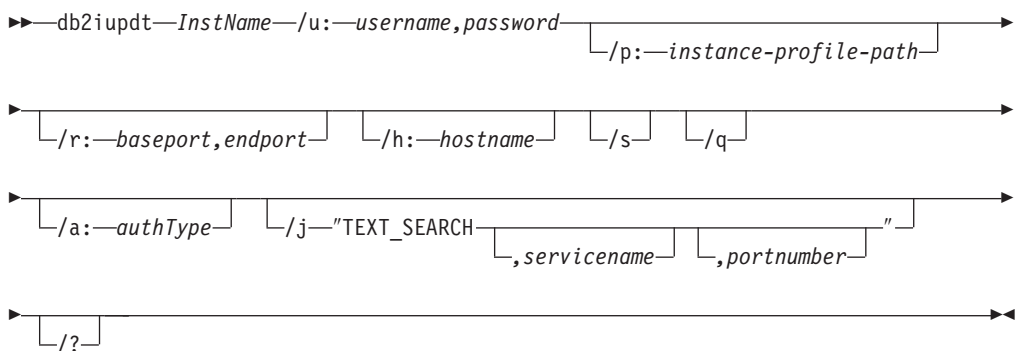 db2iupdt InstName /u: username,password
/p: instance-profile-path
/r: baseport,endport /h: hostname /s /q
/a: authType /j "TEXT_SEARCH "
,servicename ,portnumber
/?